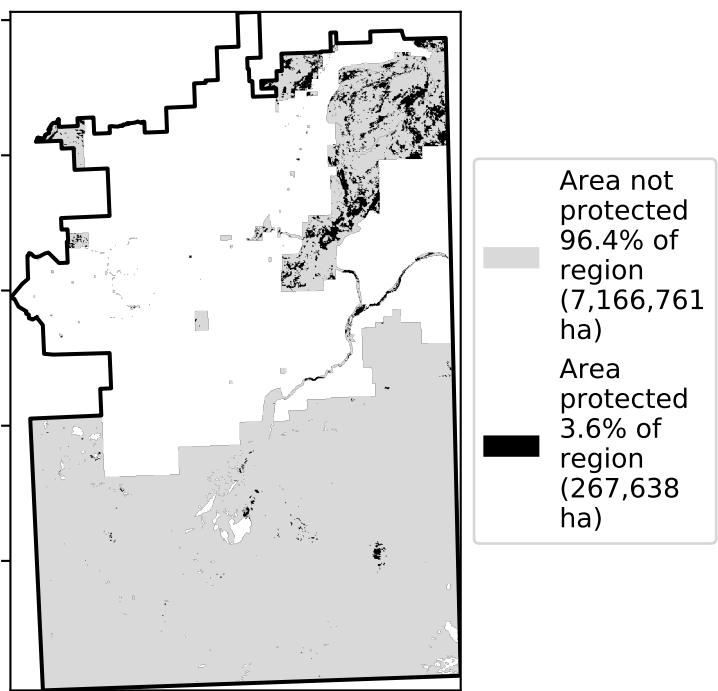 Area not
protected
96.4% of
region
(7,166,761
ha)
Area
protected
3.6% of
region
(267,638
ha)